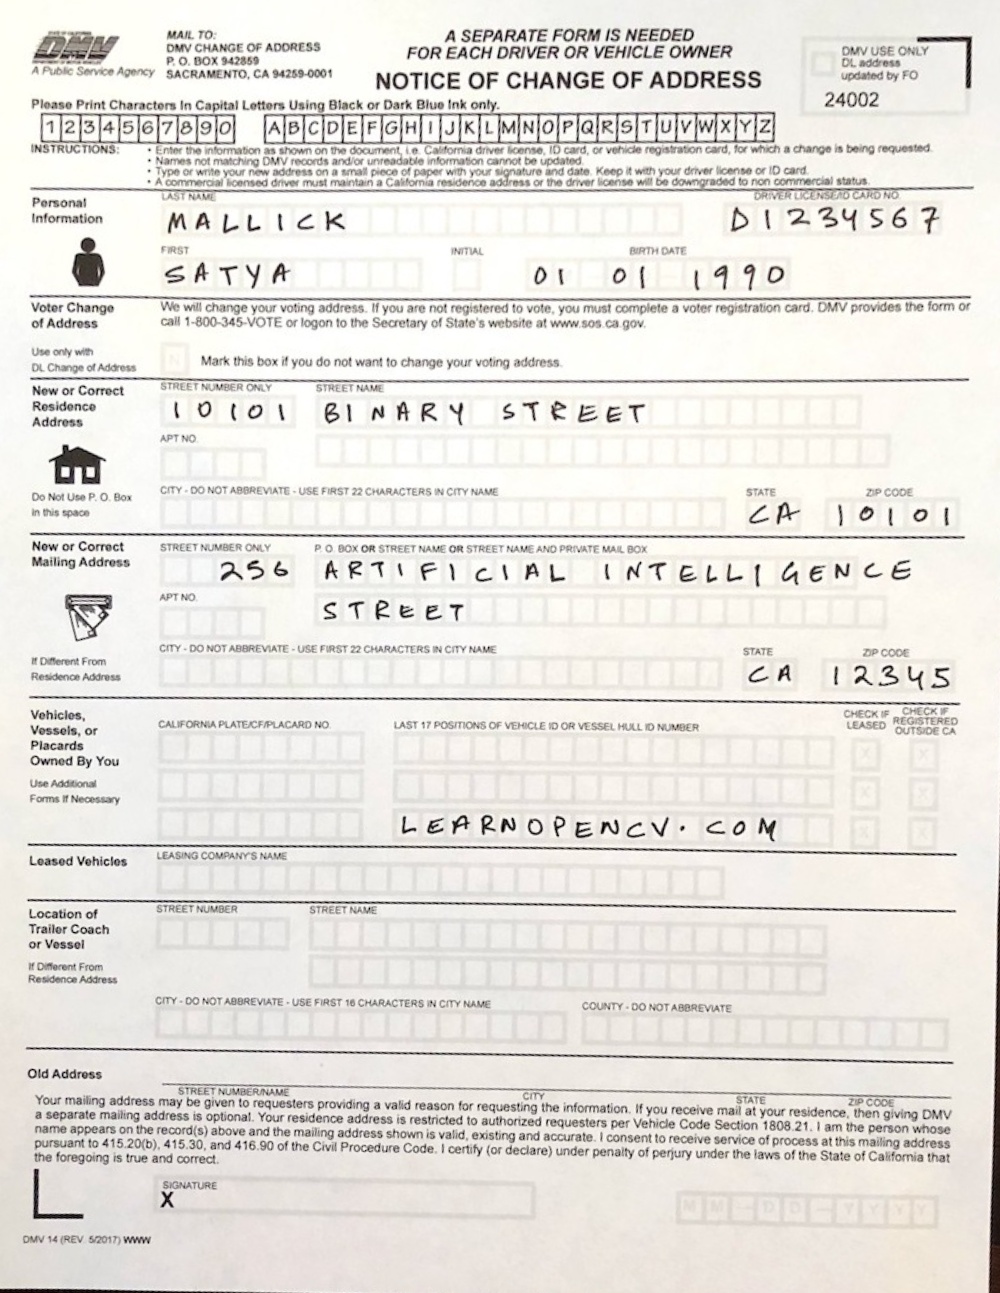 STATE OF CALIFORNIA
DMV
DEPARTMENT OF MOTOR VEHICLES
A Public Service Agency
MAIL TO:
DMV CHANGE OF ADDRESS
P. O. BOX 942859
SACRAMENTO, CA 94259-0001
A SEPARATE FORM IS NEEDED
FOR EACH DRIVER OR VEHICLE OWNER
NOTICE OF CHANGE OF ADDRESS
DMV USE ONLY
DL address
updated by FO
24002
Please Print Characters In Capital Letters Using Black or Dark Blue Ink only.
1 2 3 4 5 6 7 8 9 0 A B C D E F G H I J K L M N O P Q R S T U V W X Y Z
INSTRUCTIONS: • Enter the information as shown on the document, i.e. California driver license, ID card, or vehicle registration card, for which a change is being requested.
• Names not matching DMV records and/or unreadable information cannot be updated.
• Type or write your new address on a small piece of paper with your signature and date. Keep it with your driver license or ID card.
• A commercial licensed driver must maintain a California residence address or the driver license will be downgraded to non commercial status.
Personal
Information
LAST NAME
DRIVER LICENSE/ID CARD NO.
MALLICK
D1234567
FIRST
INITIAL
BIRTH DATE
SATYA
01 01 1990
Voter Change
of Address
We will change your voting address. If you are not registered to vote, you must complete a voter registration card. DMV provides the form or
call 1-800-345-VOTE or logon to the Secretary of State's website at www.sos.ca.gov.
Use only with
DL Change of Address
N
Mark this box if you do not want to change your voting address.
New or Correct
Residence
Address
STREET NUMBER ONLY
STREET NAME
10101
BINARY STREET
APT NO.
Do Not Use P. O. Box
in this space
CITY - DO NOT ABBREVIATE - USE FIRST 22 CHARACTERS IN CITY NAME
STATE
ZIP CODE
CA
10101
New or Correct
Mailing Address
STREET NUMBER ONLY
P. O. BOX OR STREET NAME OR STREET NAME AND PRIVATE MAIL BOX
256
ARTIFICIAL INTELLIGENCE
APT NO.
STREET
If Different From
Residence Address
CITY - DO NOT ABBREVIATE - USE FIRST 22 CHARACTERS IN CITY NAME
STATE
ZIP CODE
CA
12345
Vehicles,
Vessels, or
Placards
Owned By You
Use Additional
Forms If Necessary
CALIFORNIA PLATE/CF/PLACARD NO.
LAST 17 POSITIONS OF VEHICLE ID OR VESSEL HULL ID NUMBER
CHECK IF
LEASED
CHECK IF
REGISTERED
OUTSIDE CA
X X
X X
LEARNOPENCV.COM
X X
Leased Vehicles
LEASING COMPANY'S NAME
Location of
Trailer Coach
or Vessel
STREET NUMBER
STREET NAME
If Different From
Residence Address
CITY - DO NOT ABBREVIATE - USE FIRST 16 CHARACTERS IN CITY NAME
COUNTY - DO NOT ABBREVIATE
Old Address
STREET NUMBER/NAME
CITY
STATE
ZIP CODE
Your mailing address may be given to requesters providing a valid reason for requesting the information. If you receive mail at your residence, then giving DMV
a separate mailing address is optional. Your residence address is restricted to authorized requesters per Vehicle Code Section 1808.21. I am the person whose
name appears on the record(s) above and the mailing address shown is valid, existing and accurate. I consent to receive service of process at this mailing address
pursuant to 415.20(b), 415.30, and 416.90 of the Civil Procedure Code. I certify (or declare) under penalty of perjury under the laws of the State of California that
the foregoing is true and correct.
SIGNATURE
X
M M - D D - Y Y Y Y
DMV 14 (REV. 5/2017) WWW